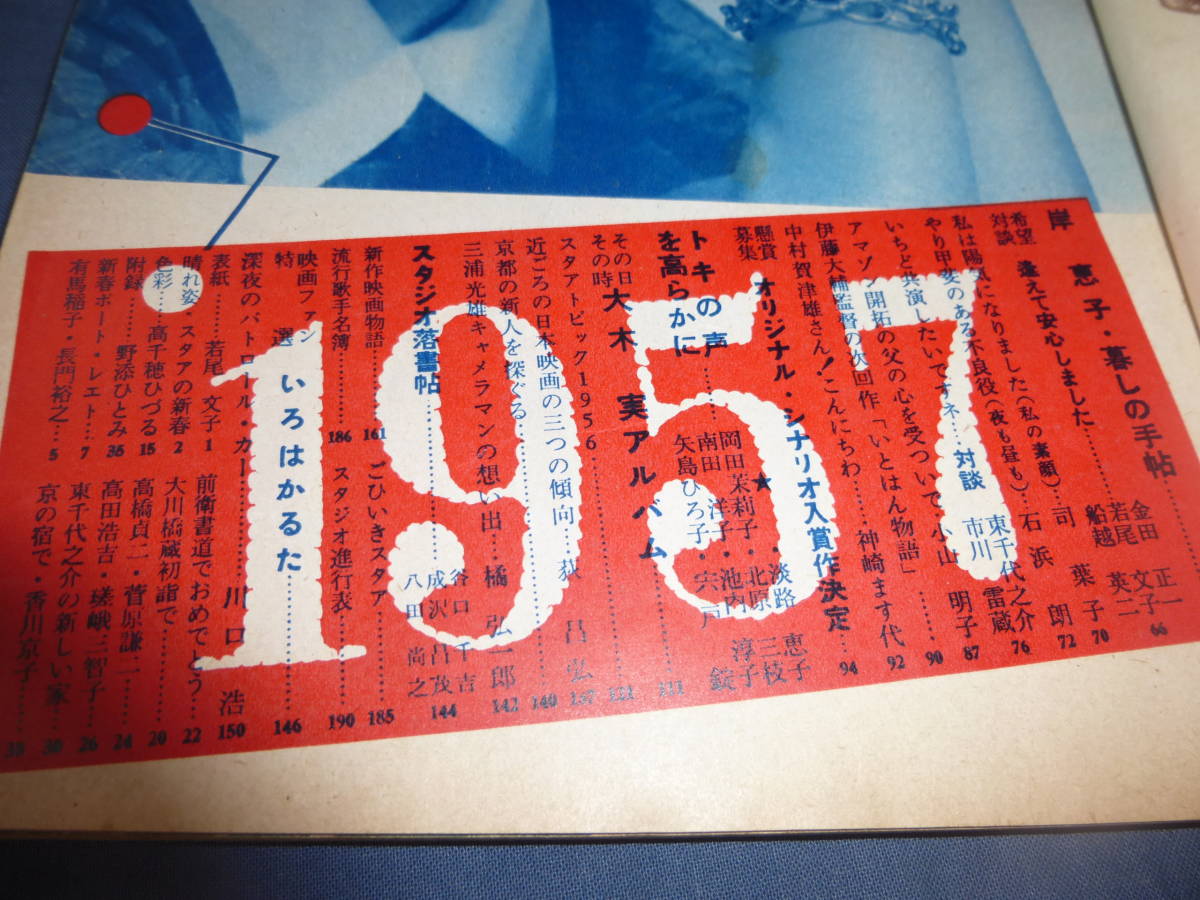 1957
岸恵子・暮しの手帖………66
希望対談 逢えて安心しました…金田正一 若尾文子
私は陽気になりました(私の素顔)…司葉子 70
やり甲斐のある不良役(夜も昼も)…石浜朗 72
いちど共演したいですネ…対談 東千代之介 市川雷蔵 76
アマゾン開拓の父の心を受ついで…小山明子 87
伊藤大輔監督の次回作「いとはん物語」………90
中村賀津雄さん!こんにちわ…神崎ます代 92
懸賞募集 オリジナル・シナリオ入賞作決定………94
トキの声を高らかに………
★淡路恵子
岡田茉莉子・北原三枝
南田洋子・池内淳子
矢島ひろ子・宍戸錠
その日その時 大木実アルバム
スタアトピック1956………
近ごろの日本映画の三つの傾向…荻昌弘
京都の新人を探ぐる………140
三浦光雄キャメラマンの想い出…橘弘一郎 142
スタジオ落書帖…谷口千吉 成沢昌茂 八田尚之 144
新作映画物語………161
ごひいきスタア………185
流行歌手名簿………186
スタジオ進行表………190
映画ファン特選 いろはかるた………146
深夜のパトロール・カー…川口浩 150
表紙………若尾文子 1
晴れ姿・スタアの新春 2
色彩…高千穂ひづる 15
附録………野添ひとみ 36
新春ポート・レエト…7
有馬稲子・長門裕之…5
前衛書道でおめでとう…22
大川橋蔵初詣で………20
高橋貞二・菅原謙二…24
高田浩吉・瑳峨三智子…26
東千代之介の新しい家…30
京の宿で・香川京子…